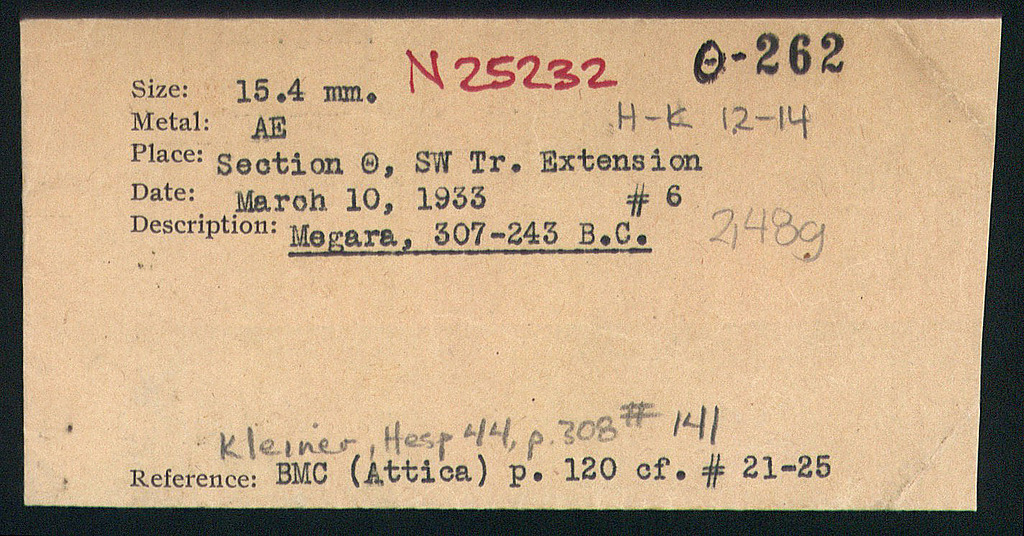 Θ-262
N25232
Size: 15.4 mm.
H-K 12-14
Metal: AE
Place: Section Θ, SW Tr. Extension
Date: March 10, 1933 # 6
Description: Megara, 307-243 B.C.
2,48g
Kleiner, Hesp 44, p. 308 # 141
Reference: BMC (Attica) p. 120 cf. # 21-25